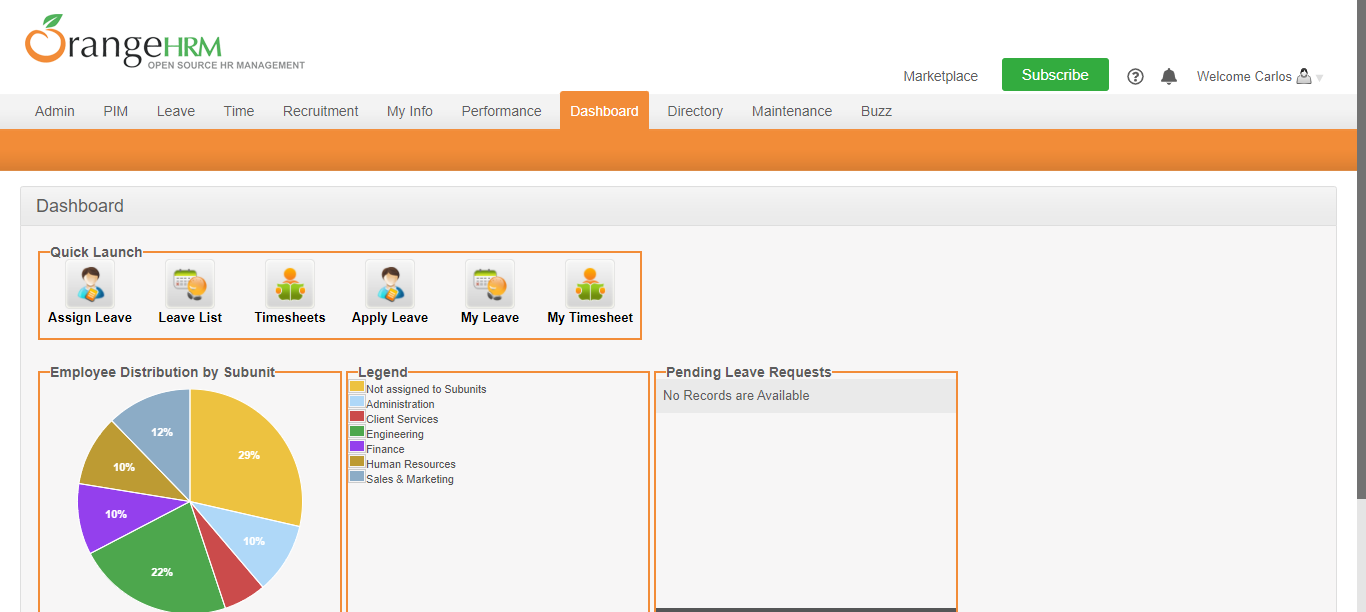 OrangeHRM
OPEN SOURCE HR MANAGEMENT
Marketplace Subscribe ? Welcome Carlos
Admin PIM Leave Time Recruitment My Info Performance Dashboard Directory Maintenance Buzz
Dashboard
Quick Launch
Assign Leave Leave List Timesheets Apply Leave My Leave My Timesheet
Employee Distribution by Subunit
12%
29%
10%
10%
10%
22%
Legend
Not assigned to Subunits
Administration
Client Services
Engineering
Finance
Human Resources
Sales & Marketing
Pending Leave Requests
No Records are Available